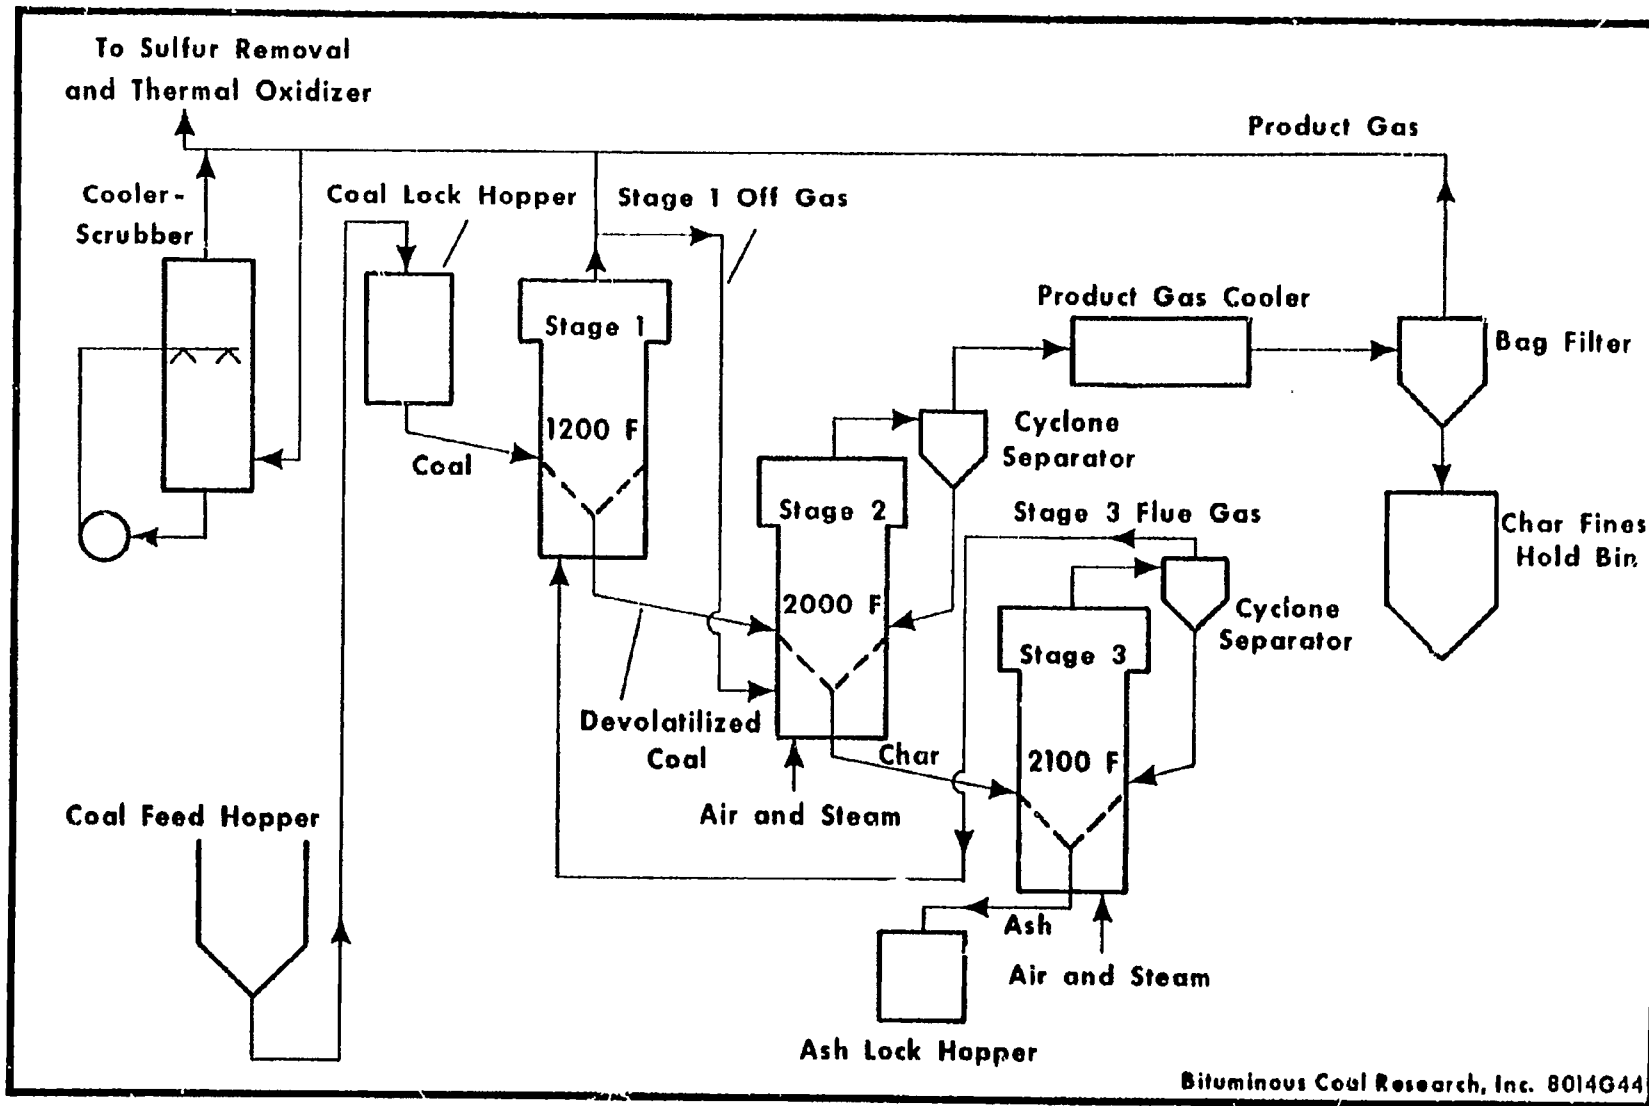 To Sulfur Removal
and Thermal Oxidizer
Product Gas
Cooler-
Scrubber
Coal Lock Hopper
Stage 1 Off Gas
Stage 1
1200 F
Coal
Product Gas Cooler
Bag Filter
Cyclone
Separator
Stage 2
2000 F
Stage 3 Flue Gas
Char Fines
Hold Bin
Cyclone
Separator
Stage 3
2100 F
Devolatilized
Coal
Char
Air and Steam
Coal Feed Hopper
Ash
Air and Steam
Ash Lock Hopper
Bituminous Coal Research, Inc. 8014G44